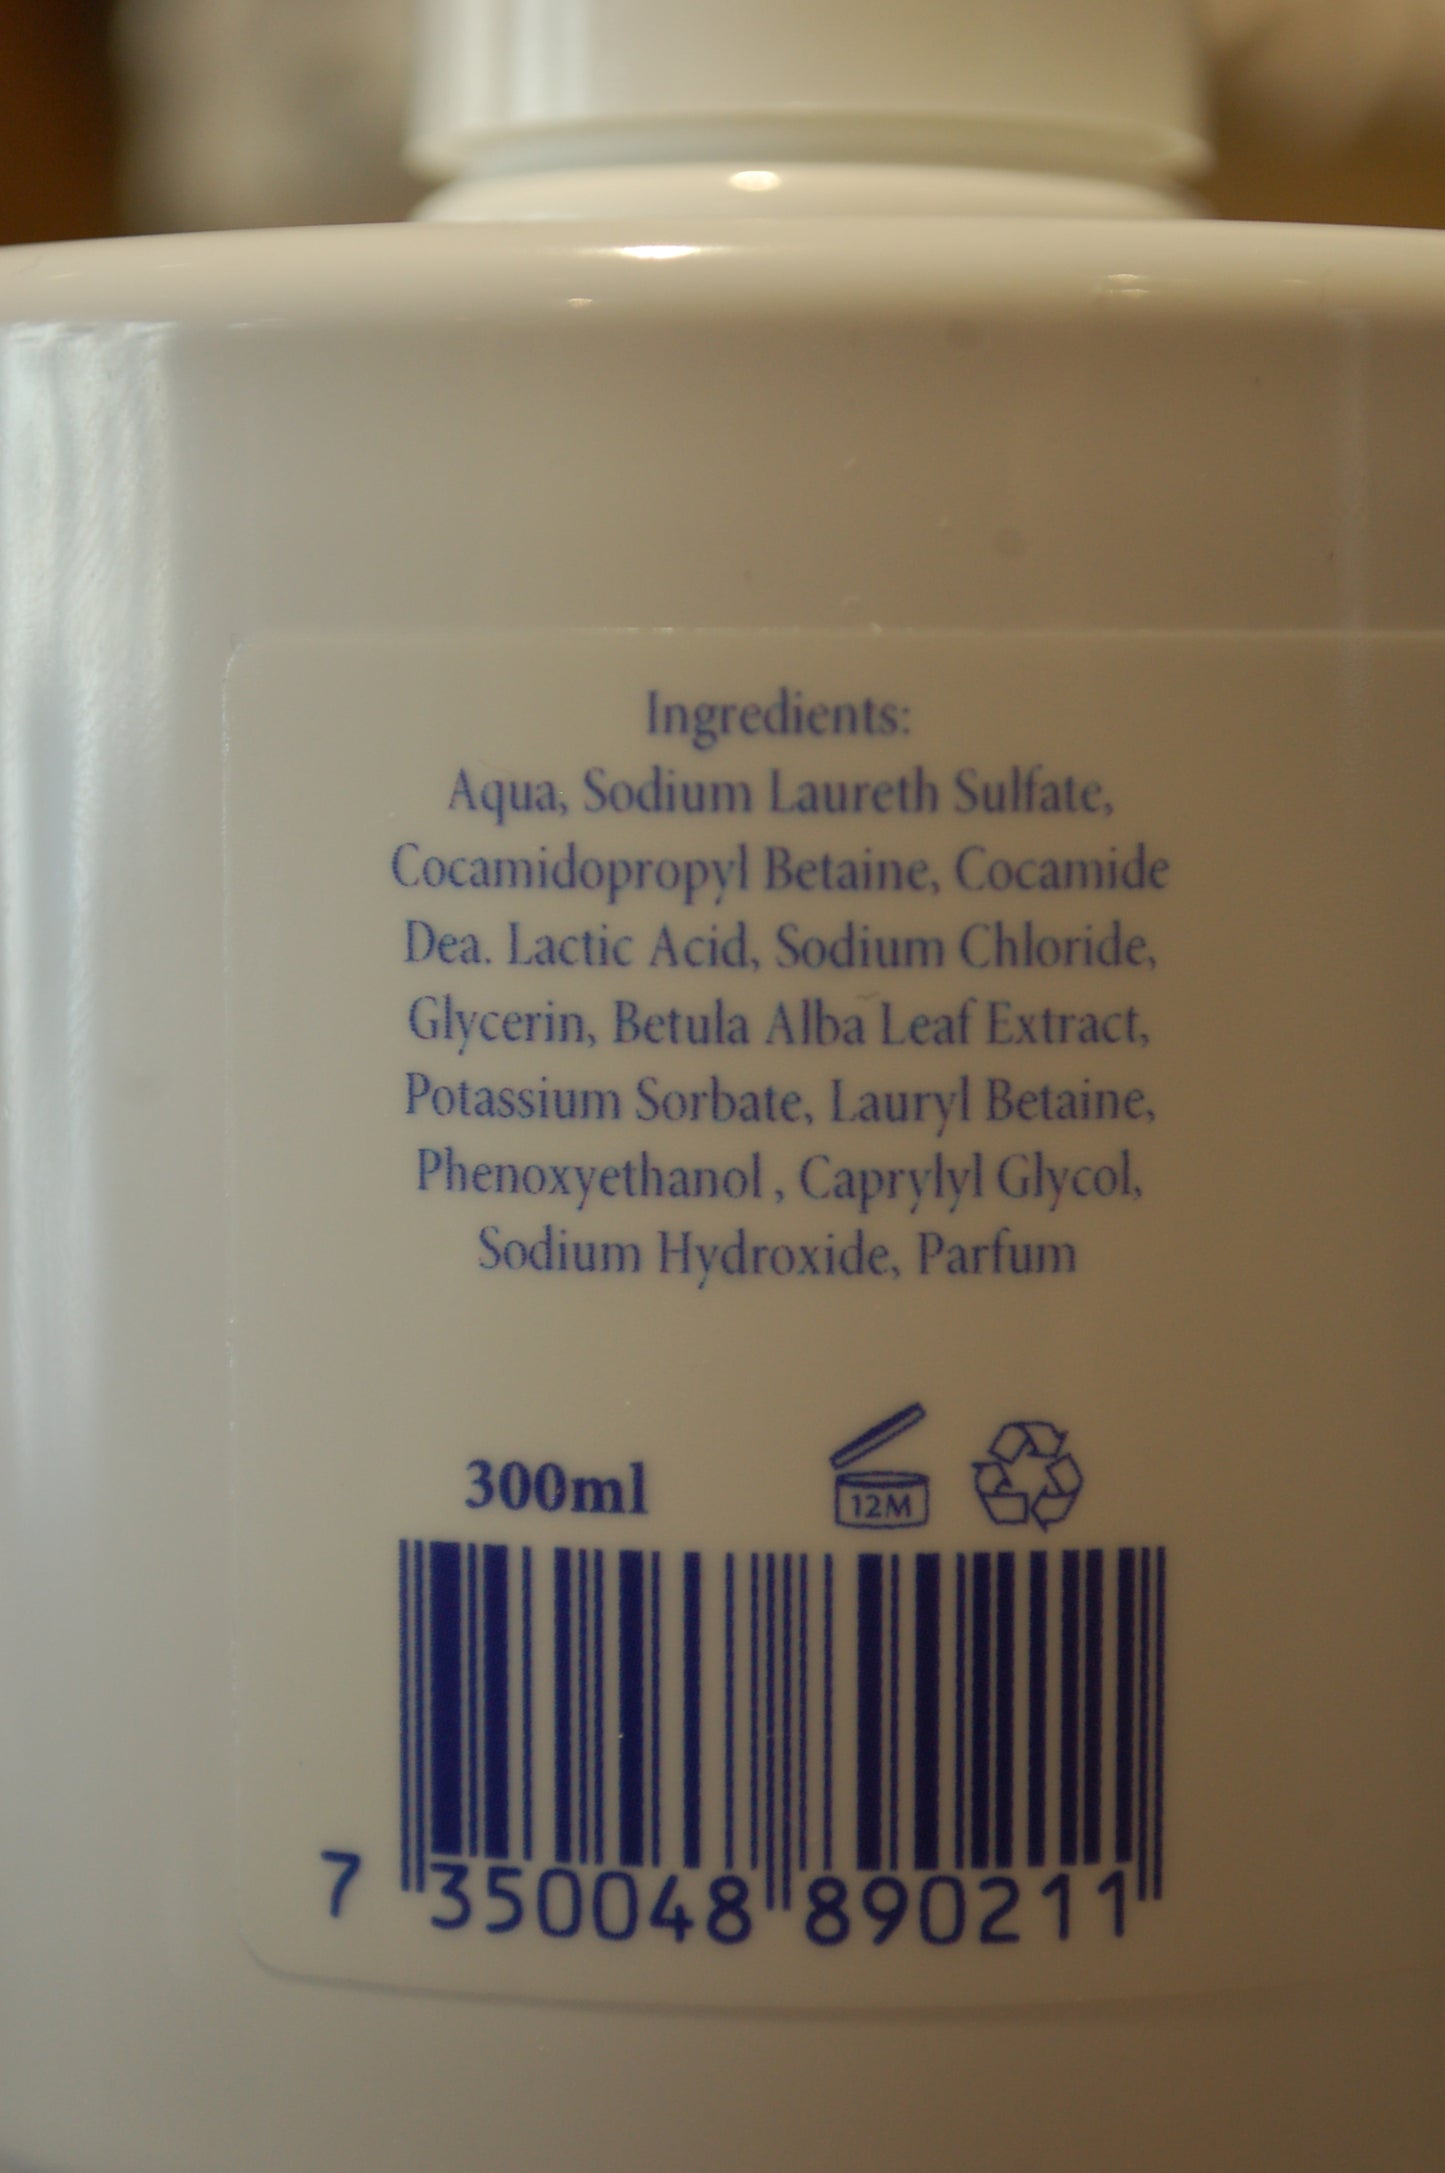 Ingredients:
Aqua, Sodium Laureth Sulfate,
Cocamidopropyl Betaine, Cocamide
Dea. Lactic Acid, Sodium Chloride,
Glycerin, Betula Alba Leaf Extract,
Potassium Sorbate, Lauryl Betaine,
Phenoxyethanol , Caprylyl Glycol,
Sodium Hydroxide, Parfum
300ml 12M
7 350048 890211